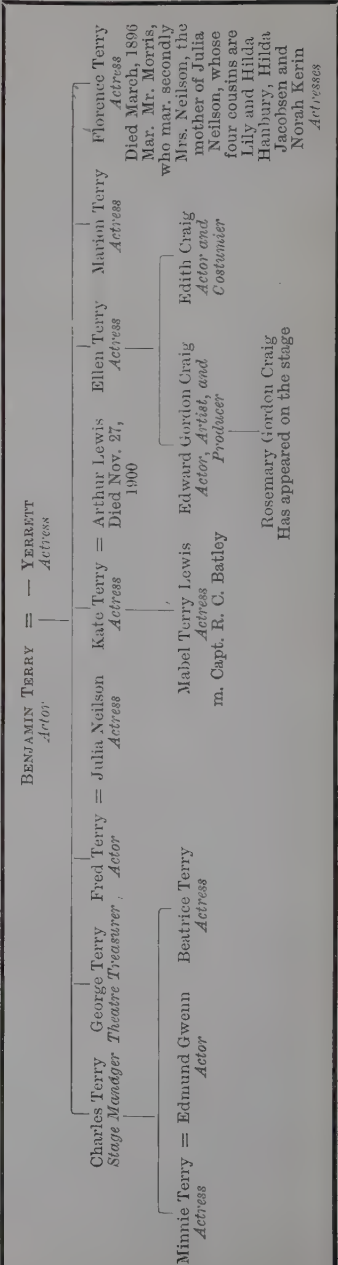 BENJAMIN TERRY = — YERRETT
Actor
Actress
Charles Terry
Stage Manager
George Terry
Theatre Treasurer
Fred Terry = Julia Neilson
Actor
Actress
Kate Terry = Arthur Lewis
Actress
Died Nov. 27,
1900
Ellen Terry
Actress
Marion Terry
Actress
Florence Terry
Actress
Died March, 1896
Mar. Mr. Morris,
who mar. secondly
Mrs. Neilson, the
mother of Julia
Neilson, whose
four cousins are
Lily and Hilda
Hanbury, Hilda
Jacobsen and
Norah Kerin
Actresses
Minnie Terry = Edmund Gwenn
Actress
Actor
Beatrice Terry
Actress
Mabel Terry Lewis
Actress
m. Capt. R. C. Batley
Edward Gordon Craig
Actor, Artist, and
Producer
Edith Craig
Actor and
Costumier
Rosemary Gordon Craig
Has appeared on the stage